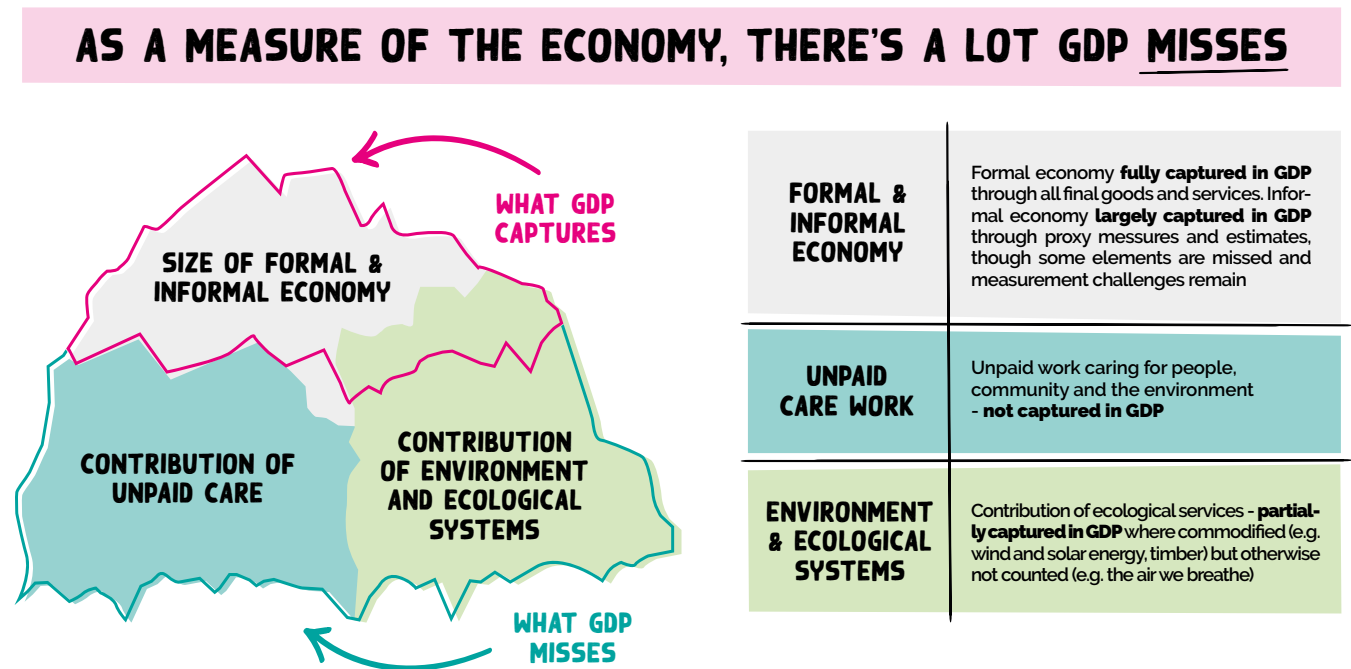 AS A MEASURE OF THE ECONOMY, THERE'S A LOT GDP MISSES
WHAT GDP
CAPTURES
SIZE OF FORMAL &
INFORMAL ECONOMY
CONTRIBUTION OF
UNPAID CARE
CONTRIBUTION
OF ENVIRONMENT
AND ECOLOGICAL
SYSTEMS
WHAT GDP
MISSES
FORMAL &
INFORMAL
ECONOMY
Formal economy fully captured in GDP
through all final goods and services. Infor-
mal economy largely captured in GDP
through proxy messures and estimates,
though some elements are missed and
measurement challenges remain
UNPAID
CARE WORK
Unpaid work caring for people,
community and the environment
- not captured in GDP
ENVIRONMENT
& ECOLOGICAL
SYSTEMS
Contribution of ecological services - partial-
ly captured in GDP where commodified (e.g.
wind and solar energy, timber) but otherwise
not counted (e.g. the air we breathe)